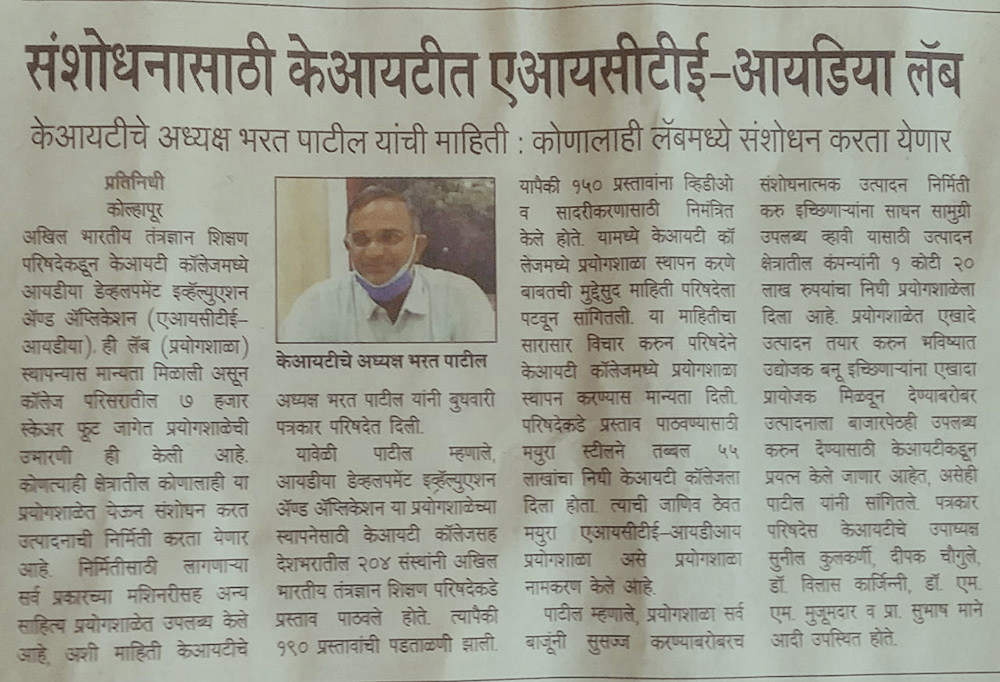 संशोधनासाठी केआयटीत एआयसीटीई-आयडिया लॅब
केआयटीचे अध्यक्ष भरत पाटील यांची माहिती : कोणालाही लॅबमध्ये संशोधन करता येणार
प्रतिनिधी
कोल्हापूर
अखिल भारतीय तंत्रज्ञान शिक्षण
परिषदेकडून केआयटी कॉलेजमध्ये
आयडीया डेव्हलपमेंट इव्हॅल्युएशन
ॲण्ड ॲप्लिकेशन (एआयसीटीई-
आयडीया). ही लॅब (प्रयोगशाळा)
स्थापन्यास मान्यता मिळाली असून
कॉलेज परिसरातील ७ हजार
स्केअर फूट जागेत प्रयोगशाळेची
उभारणी ही केली आहे.
कोणत्याही क्षेत्रातील कोणालाही या
प्रयोगशाळेत येऊन संशोधन करत
उत्पादनाची निर्मिती करता येणार
आहे. निर्मितीसाठी लागणाऱ्या
सर्व प्रकारच्या मशिनरीसह अन्य
साहित्य प्रयोगशाळेत उपलब्ध केले
आहे, अशी माहिती केआयटीचे
केआयटीचे अध्यक्ष भरत पाटील
अध्यक्ष भरत पाटील यांनी बुधवारी
पत्रकार परिषदेत दिली.
यावेळी पाटील म्हणाले,
आयडीया डेव्हलपमेंट इव्हॅल्युएशन
ॲण्ड ॲप्लिकेशन या प्रयोगळेच्या
स्थापनेसाठी केआयटी कॉलेजसह
देशभरातील २०४ संस्थांनी अखिल
भारतीय तंत्रज्ञान शिक्षण परिषदेकडे
प्रस्ताव पाठवले होते. त्यापैकी
१९० प्रस्तावांची पडताळणी झाली.
यापैकी १५० प्रस्तावांना व्हिडीओ
व सादरीकरणासाठी निमंत्रित
केले होते. यामध्ये केआयटी कॉ
लेजमध्ये प्रयोगशाळा स्थापन करणे
बाबतची मुद्देसुद माहिती परिषदेला
पटवून सांगितली. या माहितीचा
सारासार विचार करुन परिषदेने
केआयटी कॉलेजमध्ये प्रयोगशाळा
स्थापन करण्यास मान्यता दिली.
परिषदेकडे प्रस्ताव पाठवण्यासाठी
मयुरा स्टीलने तब्बल ५५
लाखांचा निधी केआयटी कॉलेजला
दिला होता. त्याची जाणिव ठेवत
मयुरा एआयसीटीई-आयडीआय
प्रयोगशाळा असे प्रयोगशाळा
नामकरण केले आहे.
पाटील म्हणाले, प्रयोगशाळा सर्व
बाजूंनी सुसज्ज करण्याबरोबरच
संशोधनात्मक उत्पादन निर्मिती
करु इच्छिणाऱ्यांना साधन सामुग्री
उपलब्ध व्हावी यासाठी उत्पादन
क्षेत्रातील कंपन्यांनी १ कोटी २०
लाख रुपयांचा निधी प्रयोगशाळेला
दिला आहे. प्रयोगशाळेत एखादे
उत्पादन तयार करुन भविष्यात
उद्योजक बनू इच्छिणाऱ्यांना एखादा
प्रायोजक मिळवून देण्याबरोबर
उत्पादनाला बाजारपेठही उपलब्ध
करुन देण्यासाठी केआयटीकडून
प्रयत्न केले जाणार आहेत, असेही
पाटील यांनी सांगितले. पत्रकार
परिषदेस केआयटीचे उपाध्यक्ष
सुनील कुलकर्णी, दीपक चौगुले,
डॉ. विलास कार्जिन्नी, डॉ. एम.
एम. मुजूमदार व प्रा. सुभाष माने
आदी उपस्थित होते.